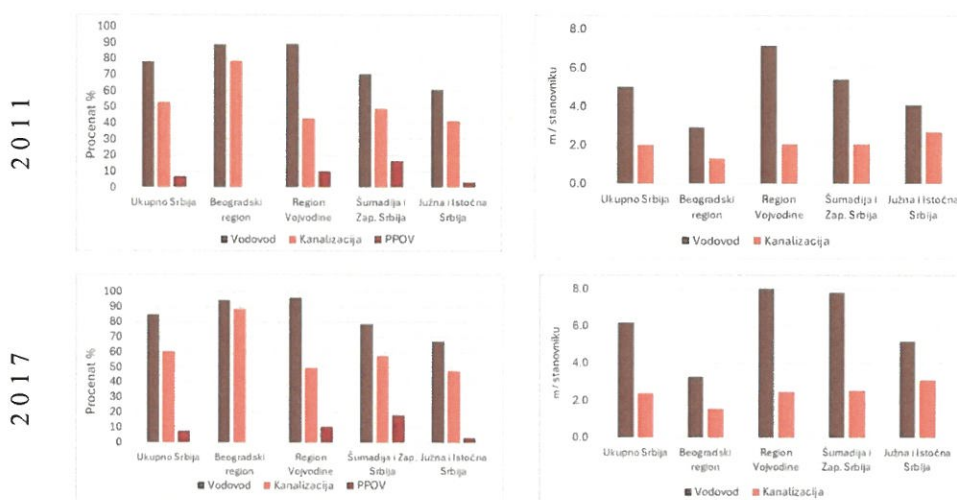 2011
Procenat %
100
90
80
70
60
50
40
30
20
10
0
Ukupno Srbija
Beogradski region
Region Vojvodine
Šumadija i Zap. Srbija
Južna i Istočna Srbija
Vodovod Kanalizacija PPOV
m / stanovniku
8.0
6.0
4.0
2.0
0.0
Ukupno Srbija
Beogradski region
Region Vojvodine
Šumadija i Zap. Srbija
Južna i Istočna Srbija
Vodovod Kanalizacija
2017
Procenat %
100
90
80
70
60
50
40
30
20
10
0
Ukupno Srbija
Beogradski region
Region Vojvodine
Šumadija i Zap. Srbija
Južna i Istočna Srbija
Vodovod Kanalizacija PPOV
m / stanovniku
8.0
6.0
4.0
2.0
0.0
Ukupno Srbija
Beogradski region
Region Vojvodine
Šumadija i Zap. Srbija
Južna i Istočna Srbija
Vodovod Kanalizacija